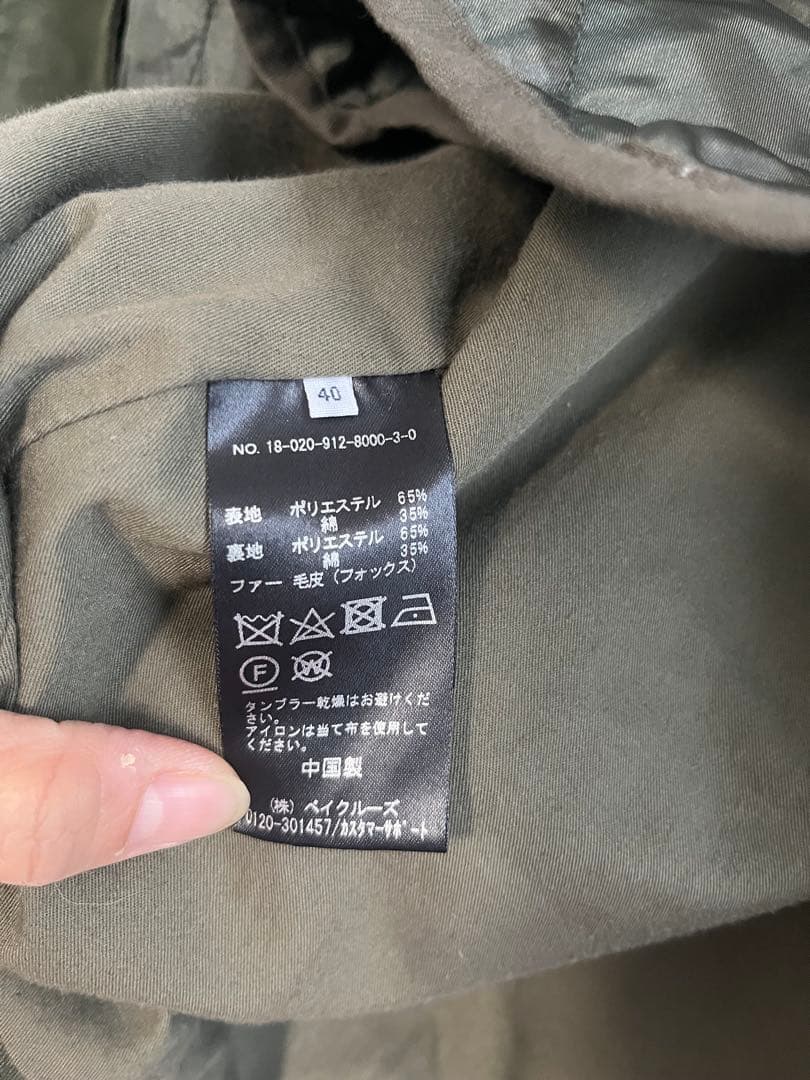 40
NO. 18-020-912-8000-3-0
表地 ポリエステル 65%
綿 35%
裏地 ポリエステル 65%
綿 35%
ファー 毛皮(フォックス)
F W
タンブラー乾燥はお避けくだ
さい。
アイロンは当て布を使用して
ください。
中国製
(株) ベイクルーズ
0120-301457/カスタマーサポート